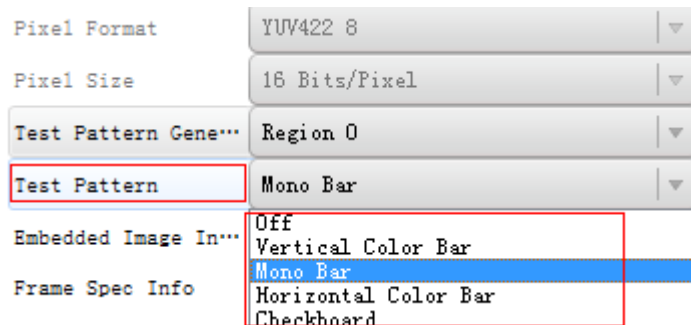 Pixel Format YUV422 8
Pixel Size 16 Bits/Pixel
Test Pattern Gene··· Region 0
Test Pattern Mono Bar
Embedded Image In··· Off
Vertical Color Bar
Mono Bar
Frame Spec Info Horizontal Color Bar
Checkboard